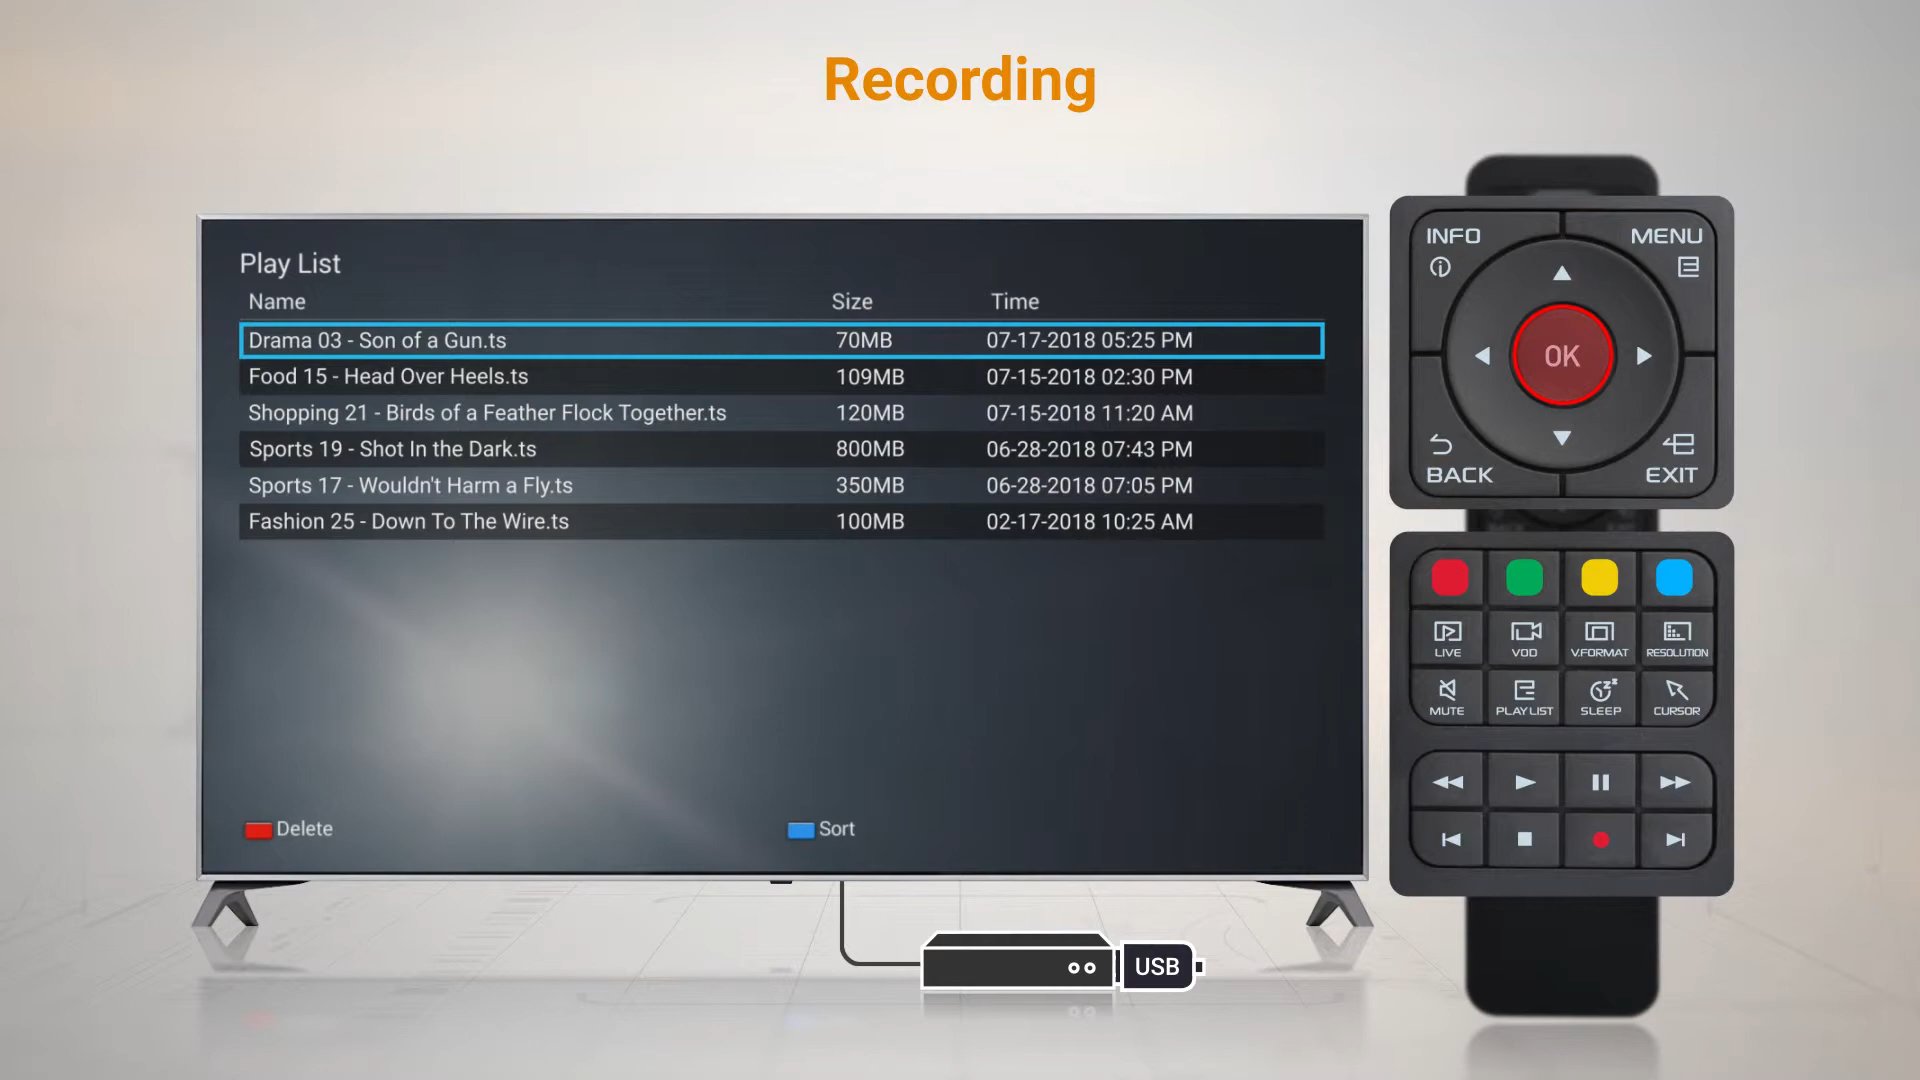 Recording
Play List
Name Size Time
Drama 03 - Son of a Gun.ts 70MB 07-17-2018 05:25 PM
Food 15 - Head Over Heels.ts 109MB 07-15-2018 02:30 PM
Shopping 21 - Birds of a Feather Flock Together.ts 120MB 07-15-2018 11:20 AM
Sports 19 - Shot In the Dark.ts 800MB 06-28-2018 07:43 PM
Sports 17 - Wouldn't Harm a Fly.ts 350MB 06-28-2018 07:05 PM
Fashion 25 - Down To The Wire.ts 100MB 02-17-2018 10:25 AM
Delete Sort
USB
INFO MENU
OK
BACK EXIT
LIVE VOD V.FORMAT RESOLUTION
MUTE PLAYLIST SLEEP CURSOR